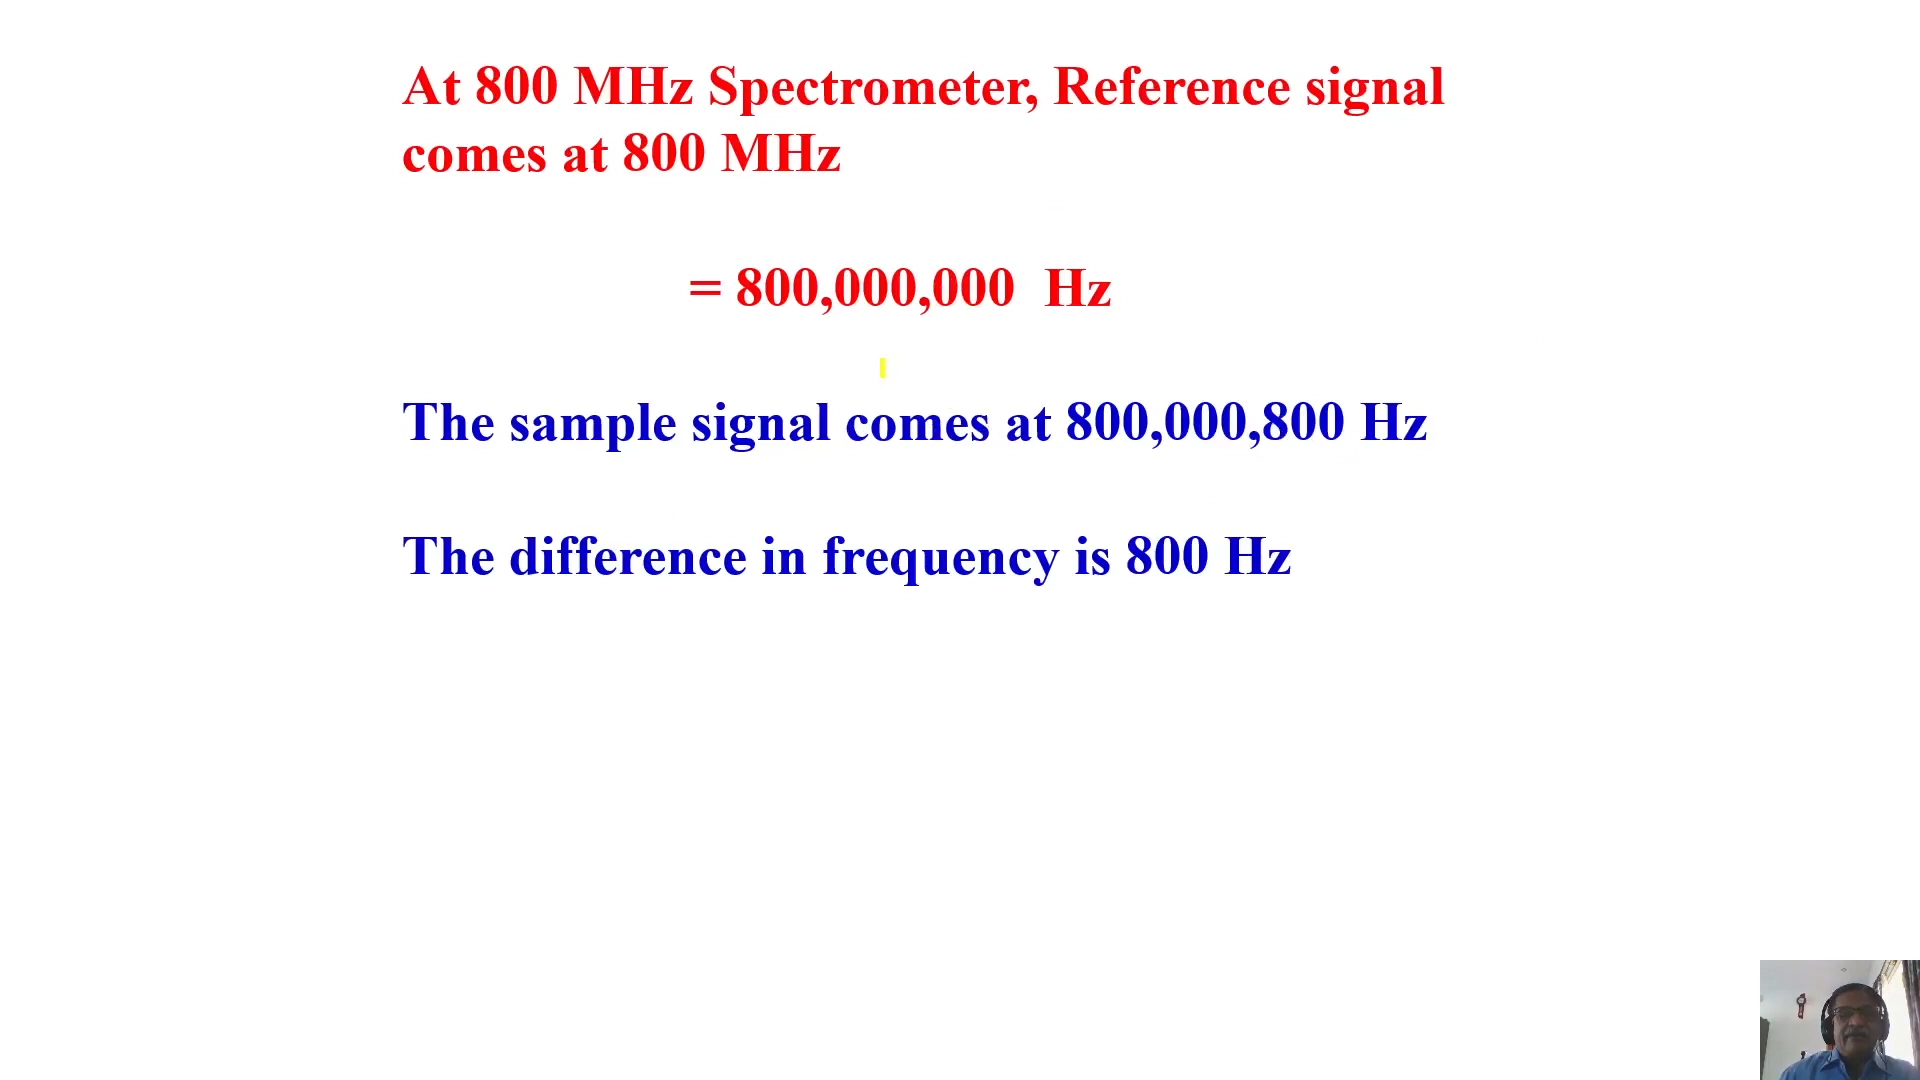 At 800 MHz Spectrometer, Reference signal
comes at 800 MHz
= 800,000,000 Hz
The sample signal comes at 800,000,800 Hz
The difference in frequency is 800 Hz